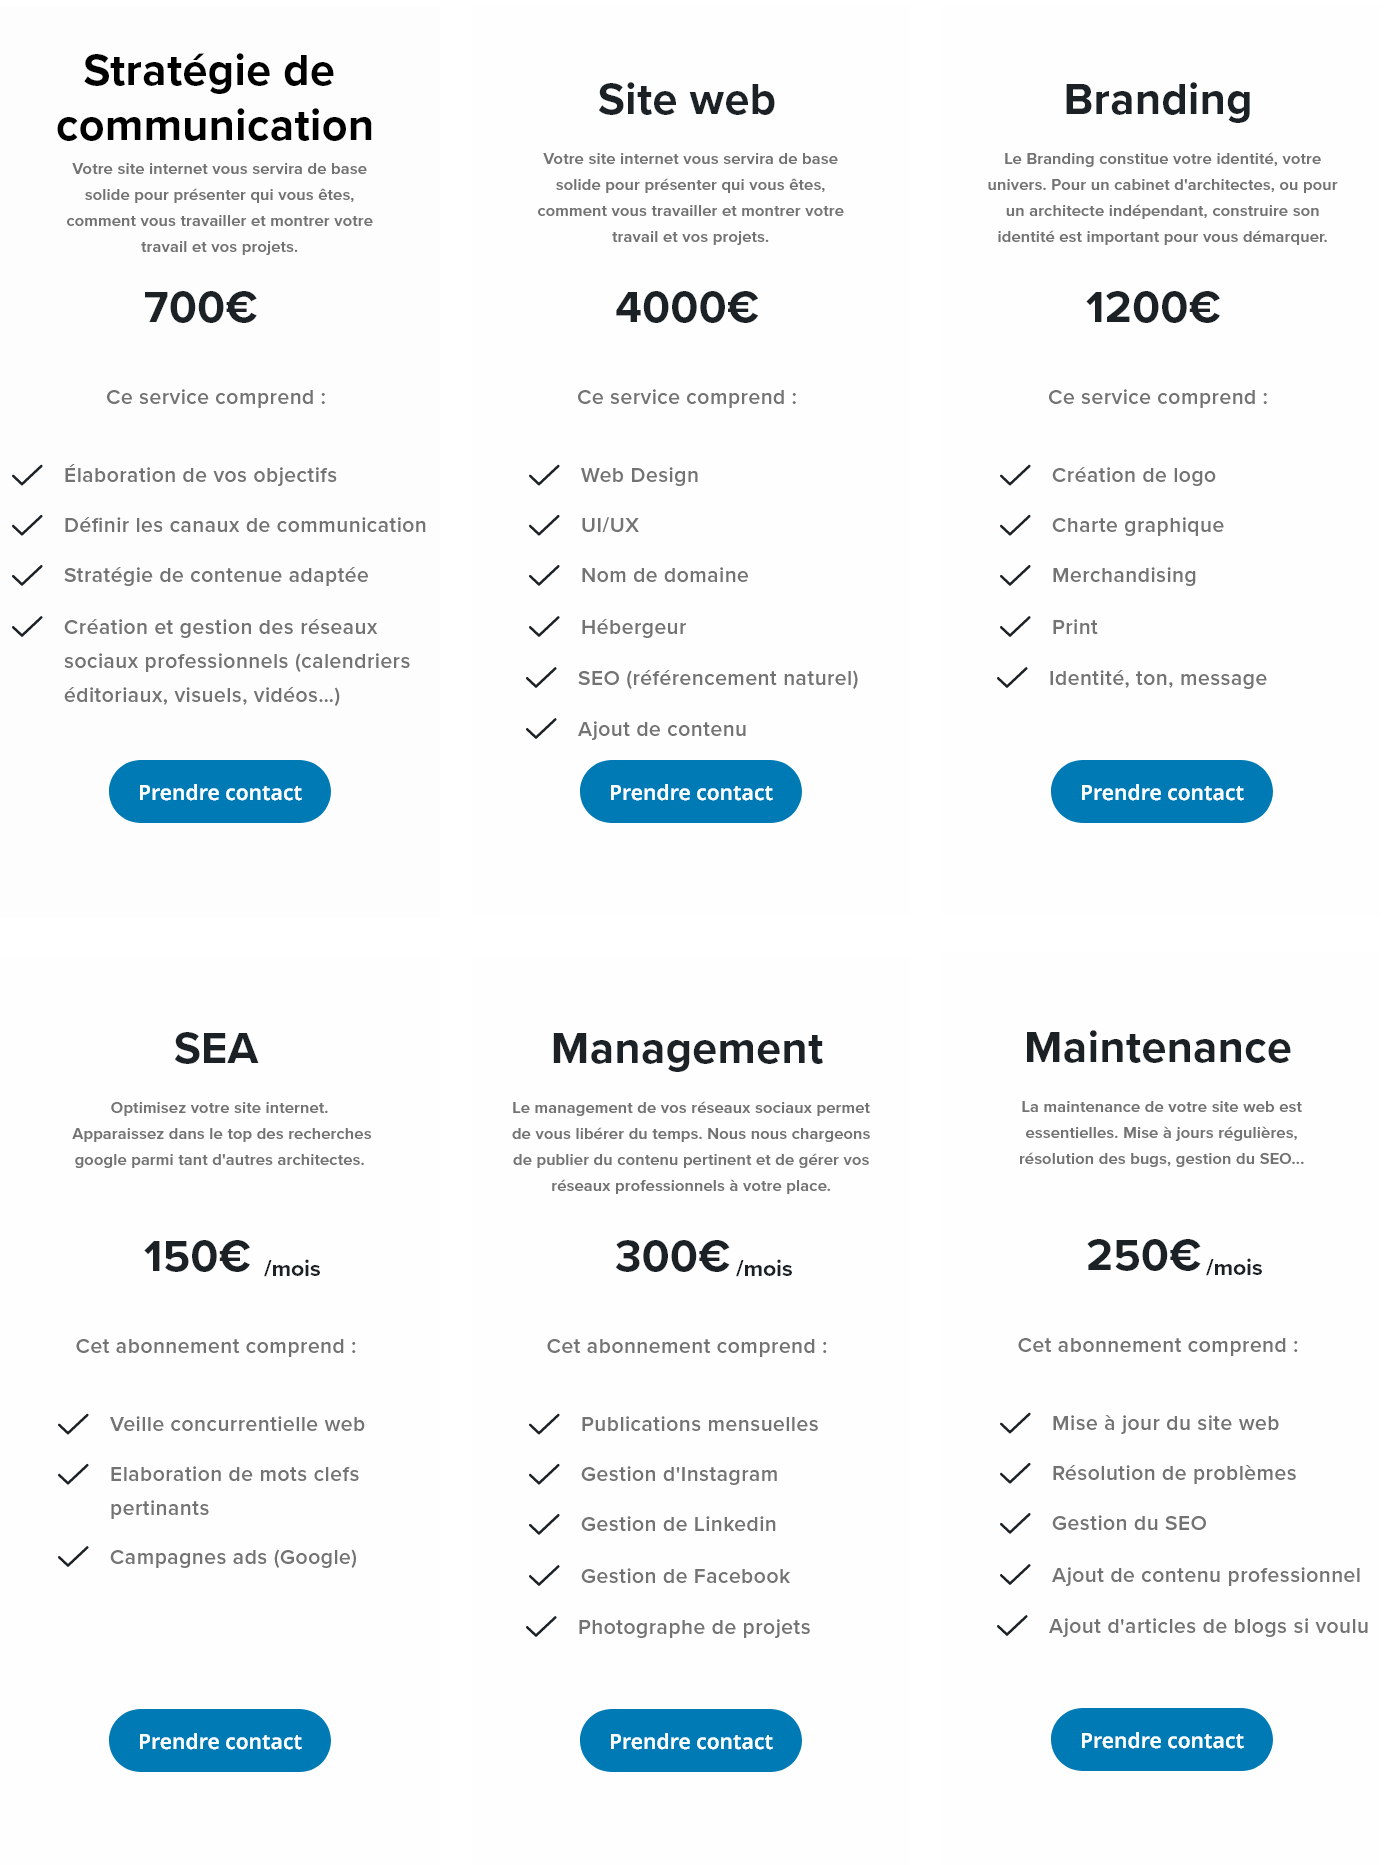 Stratégie de
communication
Votre site internet vous servira de base
solide pour présenter qui vous êtes,
comment vous travailler et montrer votre
travail et vos projets.
700€
Ce service comprend :
Élaboration de vos objectifs
Définir les canaux de communication
Stratégie de contenue adaptée
Création et gestion des réseaux
sociaux professionnels (calendriers
éditoriaux, visuels, vidéos...)
Prendre contact
Site web
Votre site internet vous servira de base
solide pour présenter qui vous êtes,
comment vous travailler et montrer votre
travail et vos projets.
4000€
Ce service comprend :
Web Design
UI/UX
Nom de domaine
Hébergeur
SEO (référencement naturel)
Ajout de contenu
Prendre contact
Branding
Le Branding constitue votre identité, votre
univers. Pour un cabinet d'architectes, ou pour
un architecte indépendant, construire son
identité est important pour vous démarquer.
1200€
Ce service comprend :
Création de logo
Charte graphique
Merchandising
Print
Identité, ton, message
Prendre contact
SEA
Optimisez votre site internet.
Apparaissez dans le top des recherches
google parmi tant d'autres architectes.
150€ /mois
Cet abonnement comprend :
Veille concurrentielle web
Elaboration de mots clefs
pertinants
Campagnes ads (Google)
Prendre contact
Management
Le management de vos réseaux sociaux permet
de vous libérer du temps. Nous nous chargeons
de publier du contenu pertinent et de gérer vos
réseaux professionnels à votre place.
300€ /mois
Cet abonnement comprend :
Publications mensuelles
Gestion d'Instagram
Gestion de Linkedin
Gestion de Facebook
Photographe de projets
Prendre contact
Maintenance
La maintenance de votre site web est
essentielles. Mise à jours régulières,
résolution des bugs, gestion du SEO...
250€ /mois
Cet abonnement comprend :
Mise à jour du site web
Résolution de problèmes
Gestion du SEO
Ajout de contenu professionnel
Ajout d'articles de blogs si voulu
Prendre contact